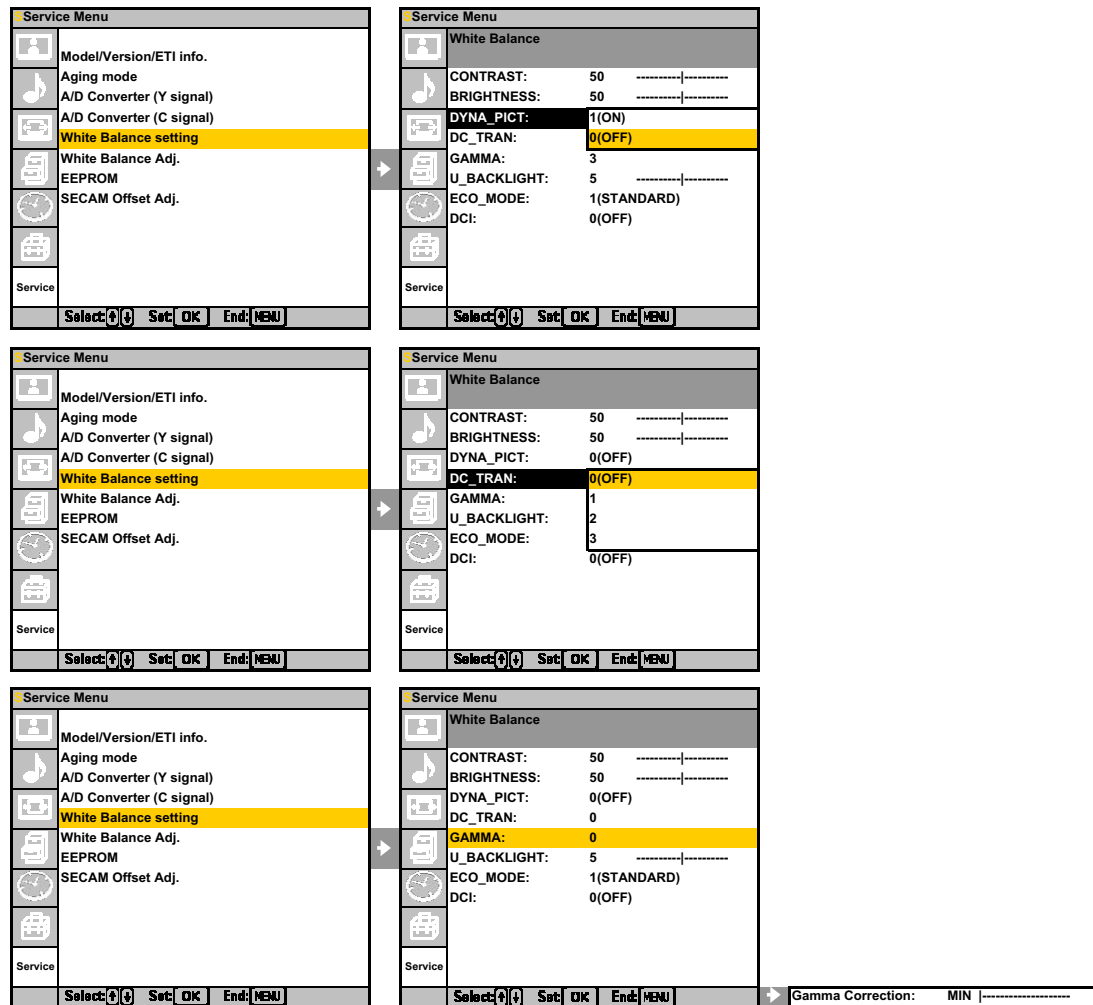 SService Menu
Model/Version/ETI info.
Aging mode
A/D Converter (Y signal)
A/D Converter (C signal)
White Balance setting
White Balance Adj.
EEPROM
SECAM Offset Adj.
Service
Select: Set: OK End: MENU
SService Menu
White Balance
CONTRAST: 50 ----------|----------
BRIGHTNESS: 50 ----------|----------
DYNA_PICT: 1(ON)
DC_TRAN: 0(OFF)
GAMMA: 3
U_BACKLIGHT: 5 ----------|----------
ECO_MODE: 1(STANDARD)
DCI: 0(OFF)
Service
Select: Set: OK End: MENU
SService Menu
Model/Version/ETI info.
Aging mode
A/D Converter (Y signal)
A/D Converter (C signal)
White Balance setting
White Balance Adj.
EEPROM
SECAM Offset Adj.
Service
Select: Set: OK End: MENU
SService Menu
White Balance
CONTRAST: 50 ----------|----------
BRIGHTNESS: 50 ----------|----------
DYNA_PICT: 0(OFF)
DC_TRAN: 0(OFF)
GAMMA: 1
U_BACKLIGHT: 2
ECO_MODE: 3
DCI: 0(OFF)
Service
Select: Set: OK End: MENU
SService Menu
Model/Version/ETI info.
Aging mode
A/D Converter (Y signal)
A/D Converter (C signal)
White Balance setting
White Balance Adj.
EEPROM
SECAM Offset Adj.
Service
Select: Set: OK End: MENU
SService Menu
White Balance
CONTRAST: 50 ----------|----------
BRIGHTNESS: 50 ----------|----------
DYNA_PICT: 0(OFF)
DC_TRAN: 0
GAMMA: 0
U_BACKLIGHT: 5 ----------|----------
ECO_MODE: 1(STANDARD)
DCI: 0(OFF)
Service
Select: Set: OK End: MENU
Gamma Correction: MIN |--------------------